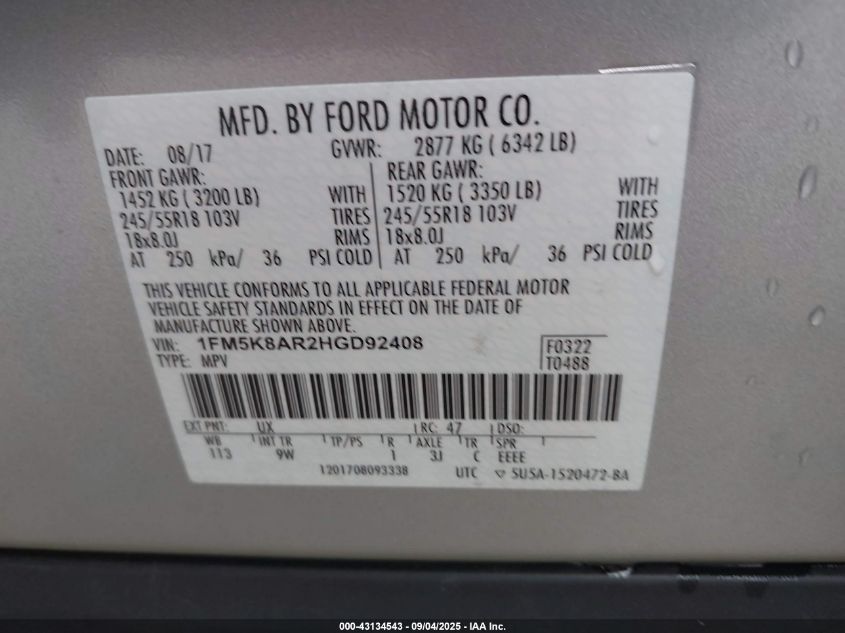 MFD. BY FORD MOTOR CO.
DATE: 08/17 GVWR: 2877 KG ( 6342 LB)
FRONT GAWR: REAR GAWR:
1452 KG ( 3200 LB) WITH 1520 KG ( 3350 LB) WITH
245/55R18 103V TIRES 245/55R18 103V TIRES
18x8.0J RIMS 18x8.0J RIMS
AT 250 kPa/ 36 PSI COLD AT 250 kPa/ 36 PSI COLD
THIS VEHICLE CONFORMS TO ALL APPLICABLE FEDERAL MOTOR
VEHICLE SAFETY STANDARDS IN EFFECT ON THE DATE OF
MANUFACTURE SHOWN ABOVE.
VIN: 1FM5K8AR2HGD92408 F0322
TYPE: MPV T0488
EXT PNT: UX RC: 47 DSO:
WB INT TR TP/PS R AXLE TR SPR
113 9W 1 3J C EEEE
1201708093338 UTC ▽ 5U5A-1520472-BA
000-43134543 - 09/04/2025 - IAA Inc.